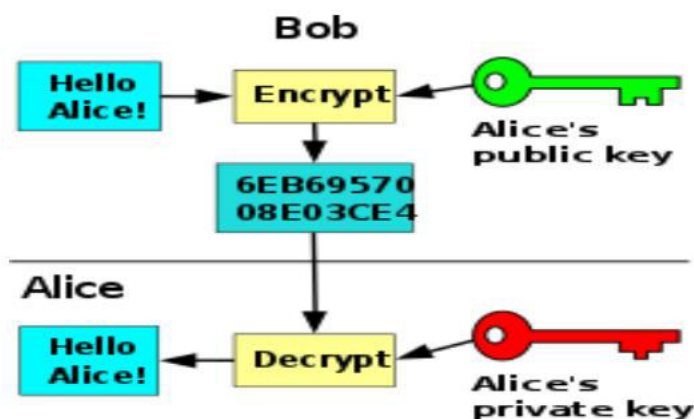 Bob
Hello
Alice!
Encrypt
Alice's
public key
6EB69570
08E03CE4
Alice
Hello
Alice!
Decrypt
Alice's
private key